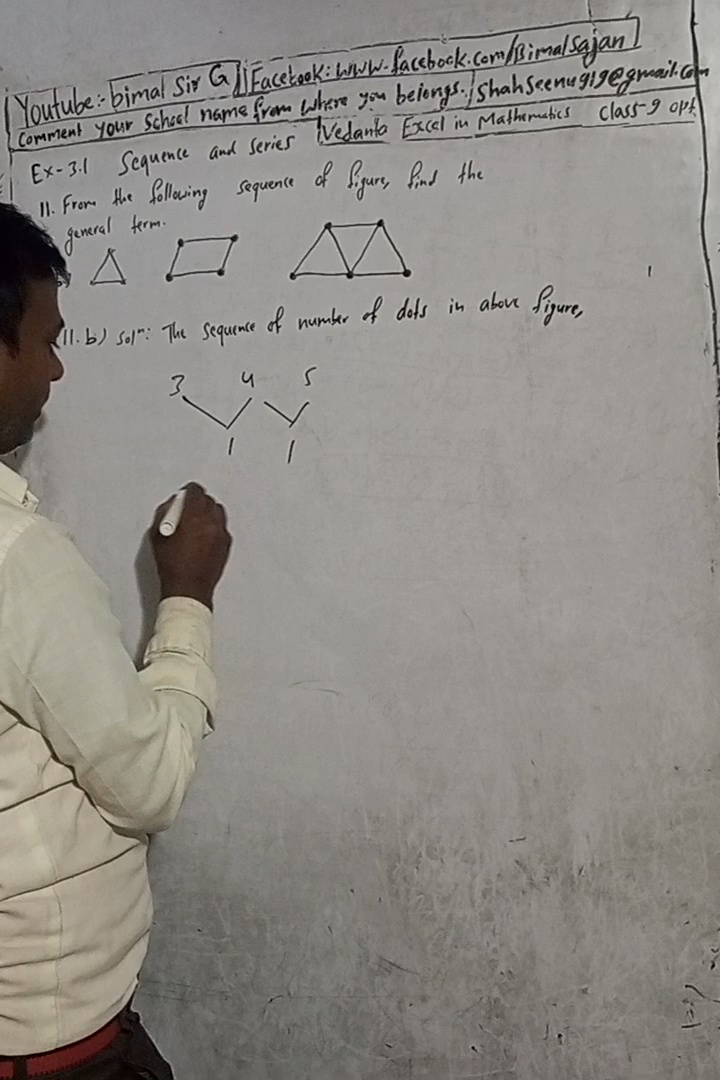 Youtube:- bimal Sir G || Facebook: www.facebook.com/Bimalsajan
Comment your School name from where you belongs. | Shahseenu919@gmail.com
Ex-3.1 Sequence and series | Vedanta Excel in Mathematics Class-9 opt.
11. From the following sequence of figure, find the
general term.
11.b) Solⁿ: The sequence of number of dots in above figure,
3 4 5
1 1